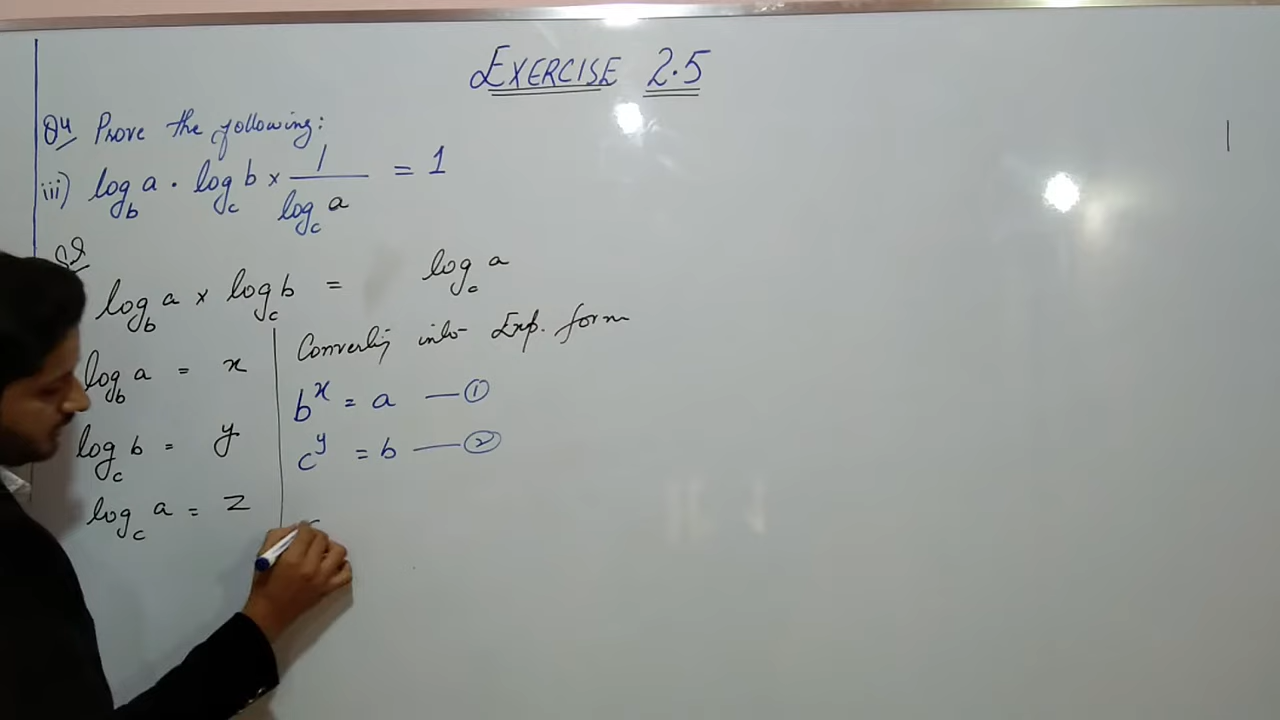 EXERCISE 2.5
Q4 Prove the following:
iii) log_b a . log_c b × 1/(log_c a) = 1
log_b a × log_c b = log_c a
Converting into Exp. form
log_b a = x
b^x = a — ①
log_c b = y
c^y = b — ②
log_c a = z